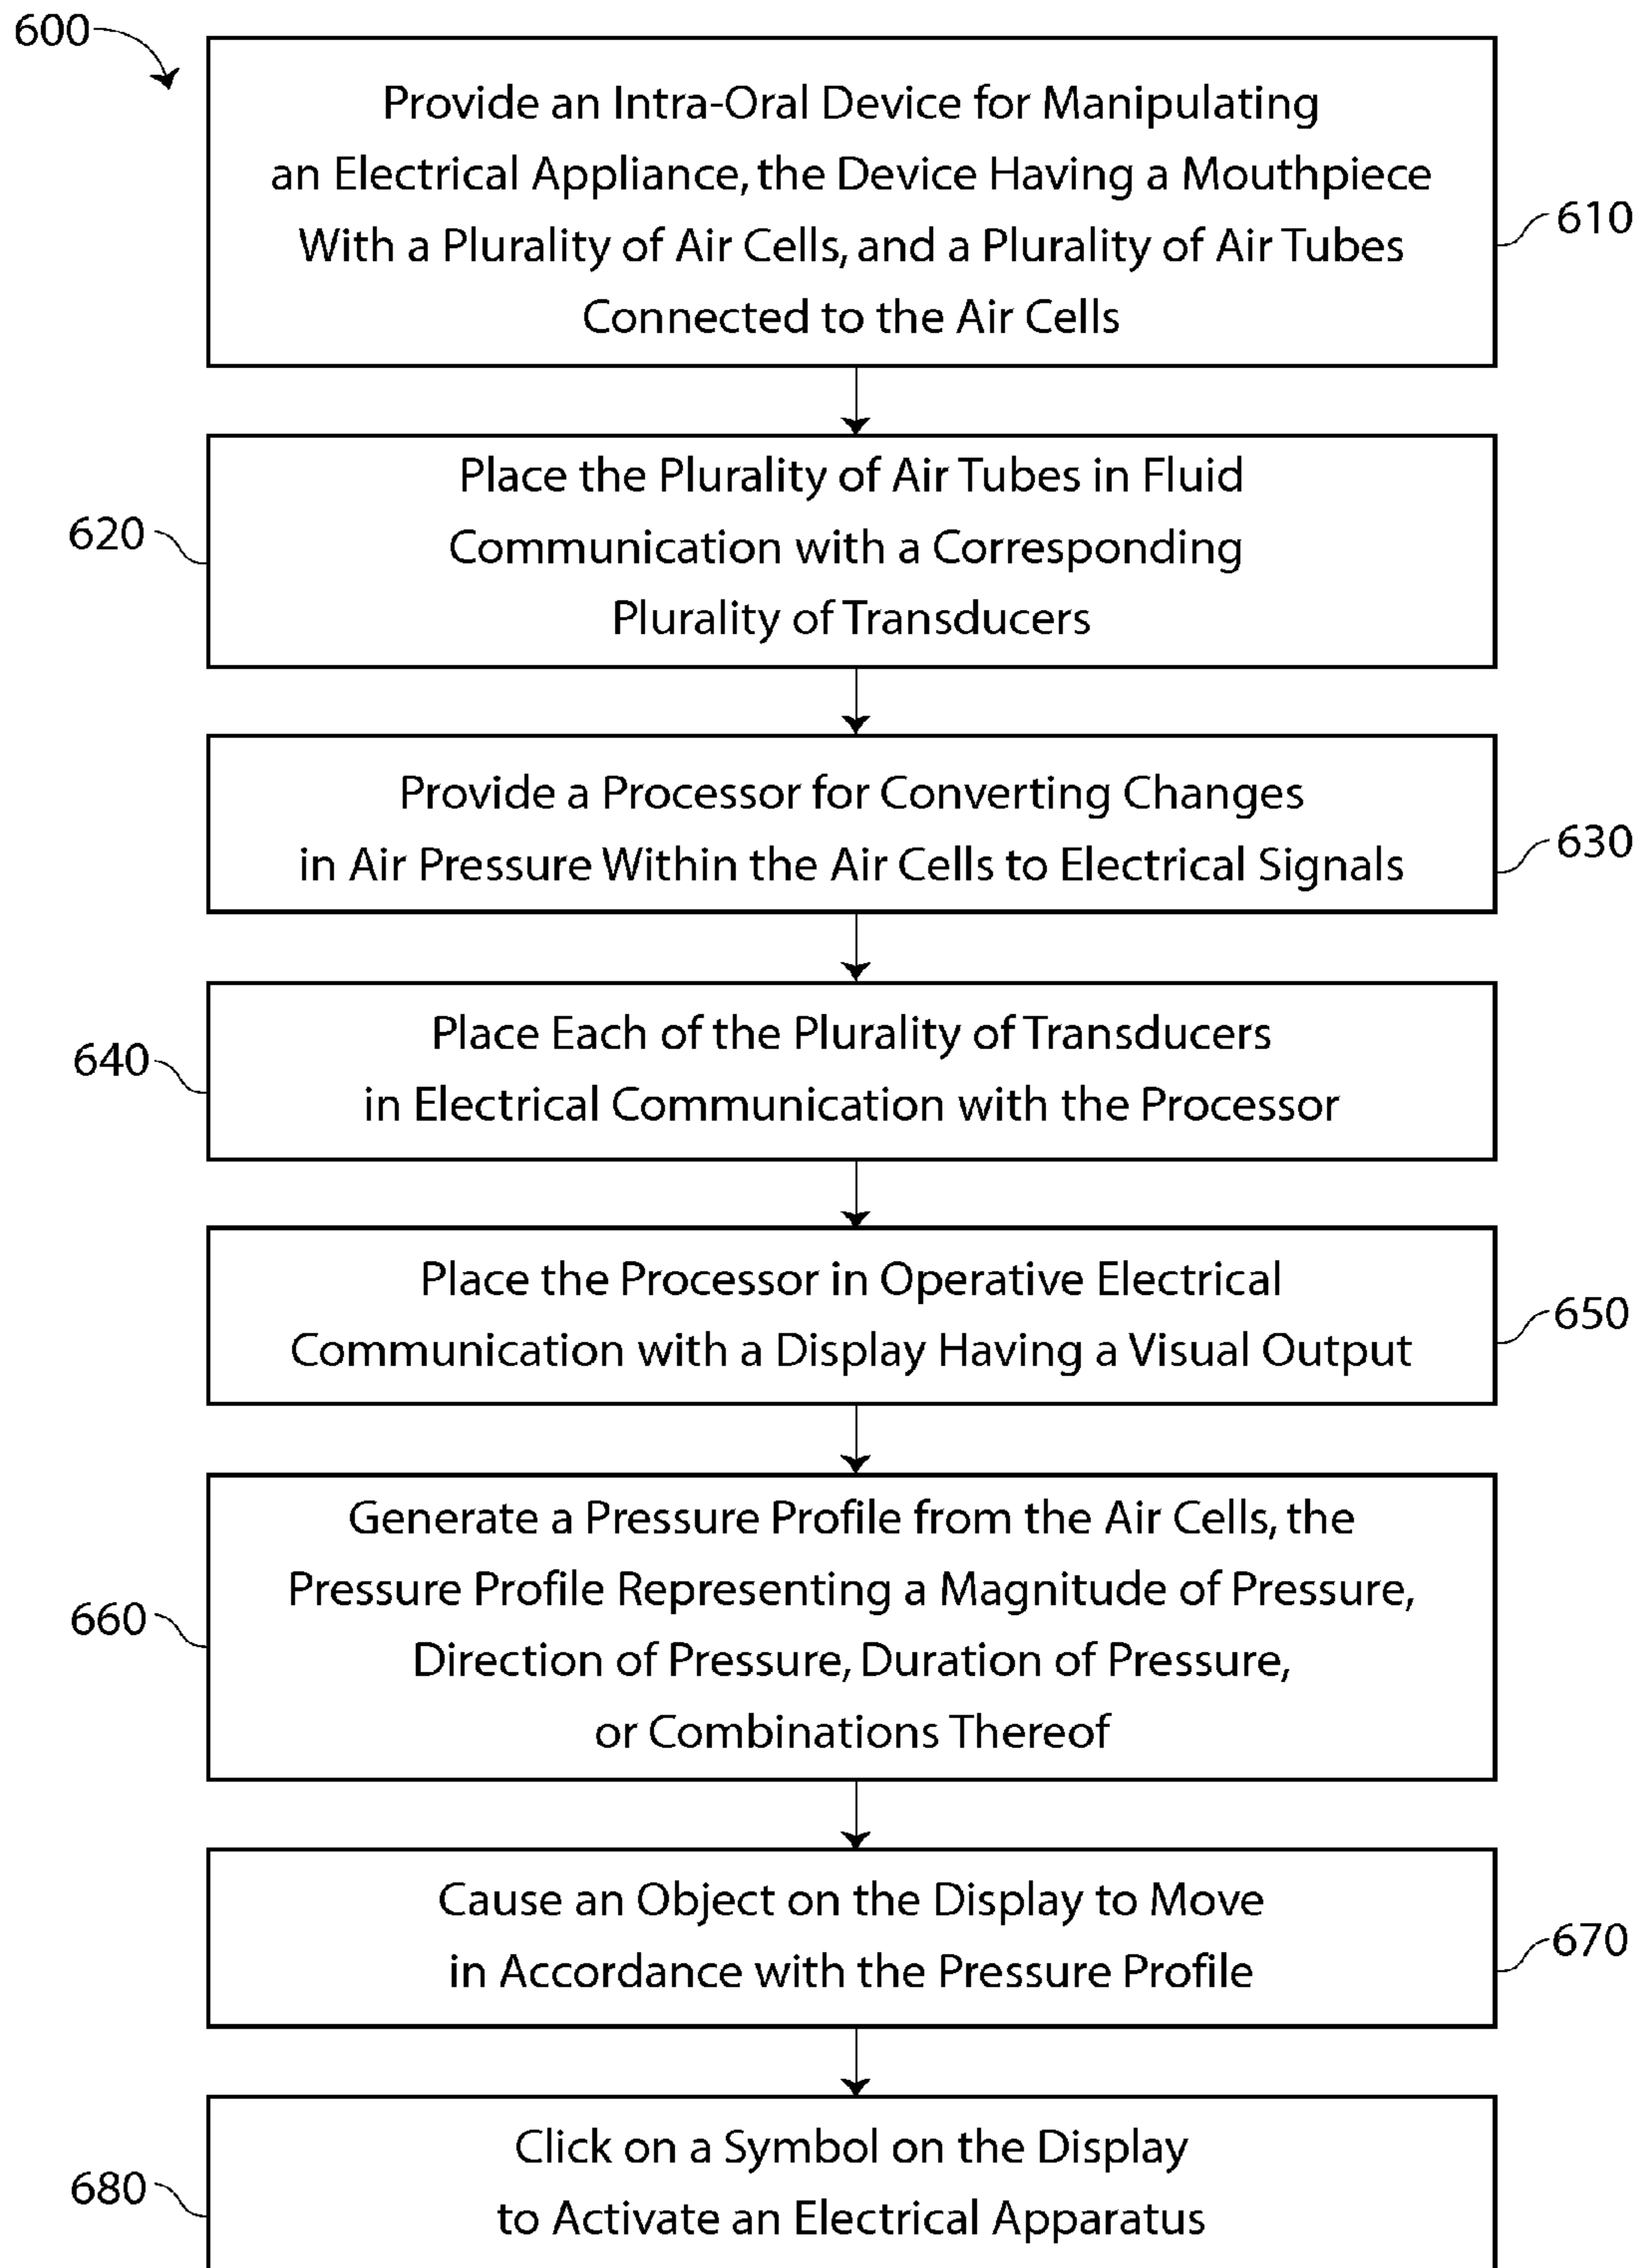 600
Provide an Intra-Oral Device for Manipulating
an Electrical Appliance, the Device Having a Mouthpiece
With a Plurality of Air Cells, and a Plurality of Air Tubes
Connected to the Air Cells
610
Place the Plurality of Air Tubes in Fluid
Communication with a Corresponding
Plurality of Transducers
620
Provide a Processor for Converting Changes
in Air Pressure Within the Air Cells to Electrical Signals
630
Place Each of the Plurality of Transducers
in Electrical Communication with the Processor
640
Place the Processor in Operative Electrical
Communication with a Display Having a Visual Output
650
Generate a Pressure Profile from the Air Cells, the
Pressure Profile Representing a Magnitude of Pressure,
Direction of Pressure, Duration of Pressure,
or Combinations Thereof
660
Cause an Object on the Display to Move
in Accordance with the Pressure Profile
670
Click on a Symbol on the Display
to Activate an Electrical Apparatus
680